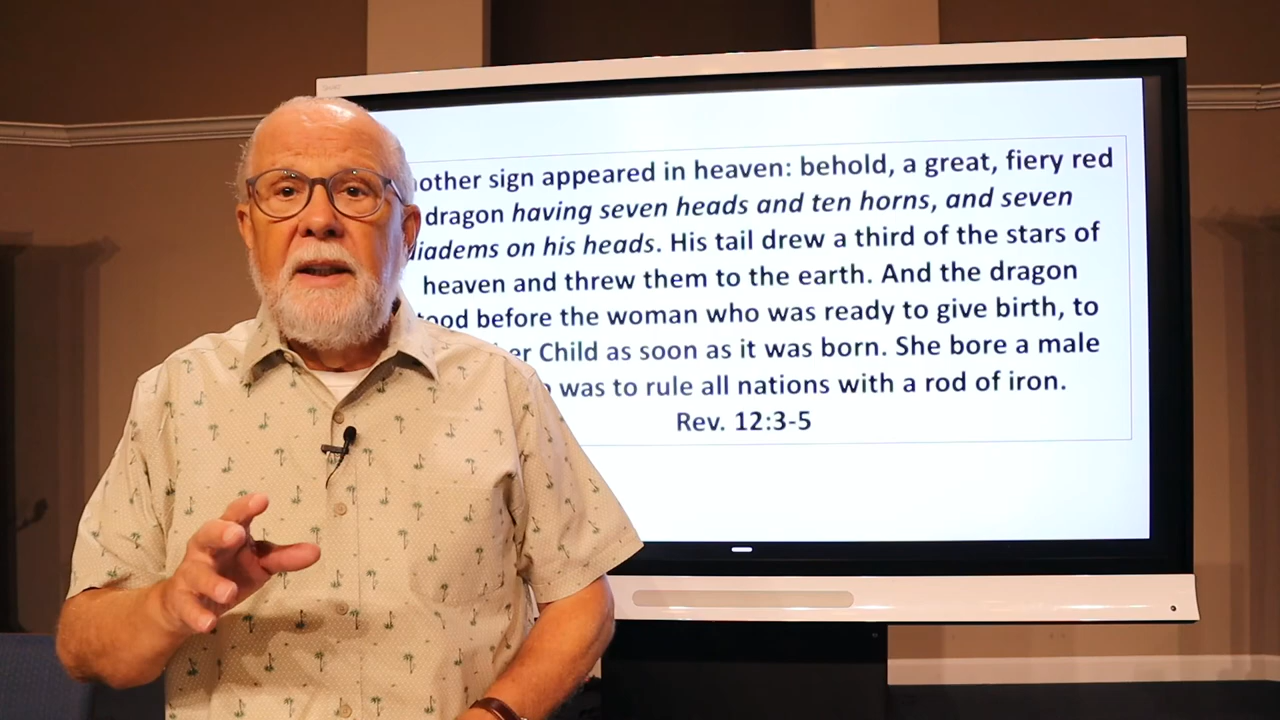 other sign appeared in heaven: behold, a great, fiery red
dragon having seven heads and ten horns, and seven
diadems on his heads. His tail drew a third of the stars of
heaven and threw them to the earth. And the dragon
ood before the woman who was ready to give birth, to
er Child as soon as it was born. She bore a male
was to rule all nations with a rod of iron.
Rev. 12:3-5